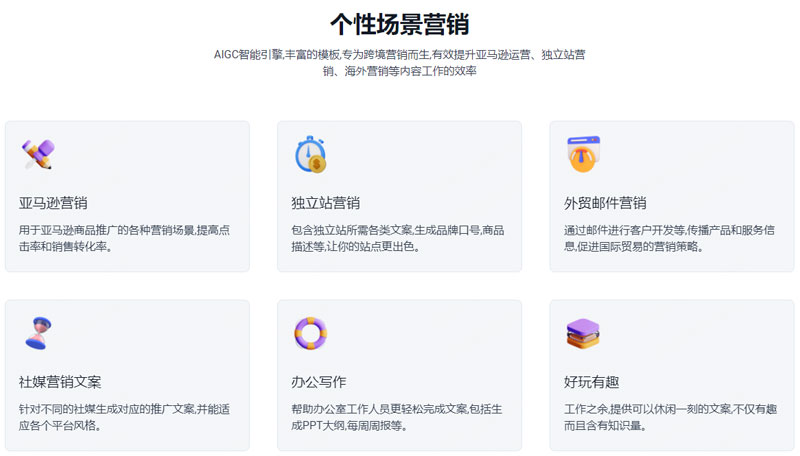 个性场景营销
AIGC智能引擎,丰富的模板,专为跨境营销而生,有效提升亚马逊运营、独立站营
销、海外营销等内容工作的效率
亚马逊营销
用于亚马逊商品推广的各种营销场景,提高点
击率和销售转化率。
独立站营销
包含独立站所需各类文案,生成品牌口号,商品
描述等,让你的站点更出色。
外贸邮件营销
通过邮件进行客户开发等,传播产品和服务信
息,促进国际贸易的营销策略。
社媒营销文案
针对不同的社媒生成对应的推广文案,并能适
应各个平台风格。
办公写作
帮助办公室工作人员更轻松完成文案,包括生
成PPT大纲,每周周报等。
好玩有趣
工作之余,提供可以休闲一刻的文案,不仅有趣
而且含有知识量。